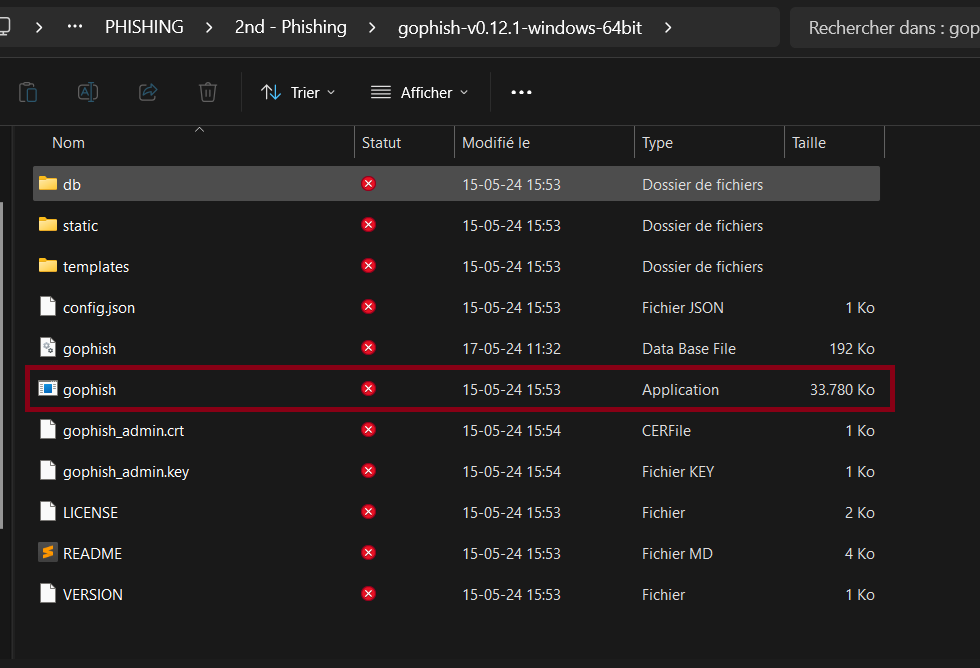 PHISHING 2nd - Phishing gophish-v0.12.1-windows-64bit Rechercher dans : gop
Trier Afficher
Nom Statut Modifié le Type Taille
db 15-05-24 15:53 Dossier de fichiers
static 15-05-24 15:53 Dossier de fichiers
templates 15-05-24 15:53 Dossier de fichiers
config.json 15-05-24 15:53 Fichier JSON 1 Ko
gophish 17-05-24 11:32 Data Base File 192 Ko
gophish 15-05-24 15:53 Application 33.780 Ko
gophish_admin.crt 15-05-24 15:54 CERFile 1 Ko
gophish_admin.key 15-05-24 15:54 Fichier KEY 1 Ko
LICENSE 15-05-24 15:53 Fichier 2 Ko
README 15-05-24 15:53 Fichier MD 4 Ko
VERSION 15-05-24 15:53 Fichier 1 Ko